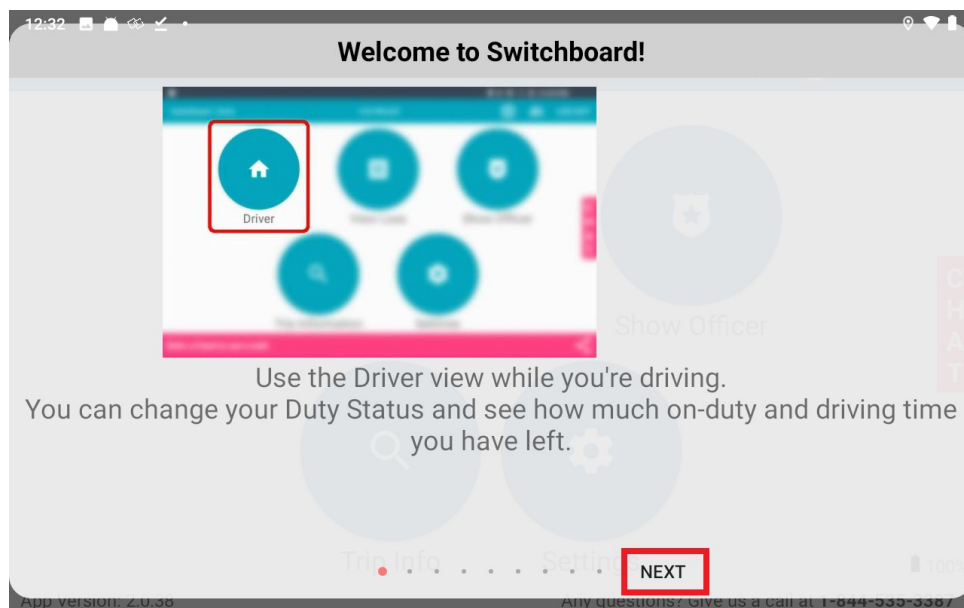 12:32
Welcome to Switchboard!
Driver
Show Officer
CHAT
Use the Driver view while you're driving.
You can change your Duty Status and see how much on-duty and driving time
you have left.
Trip Info
Settings
NEXT
100
App Version: 2.0.38
Any questions? Give us a call at 1-844-535-3387